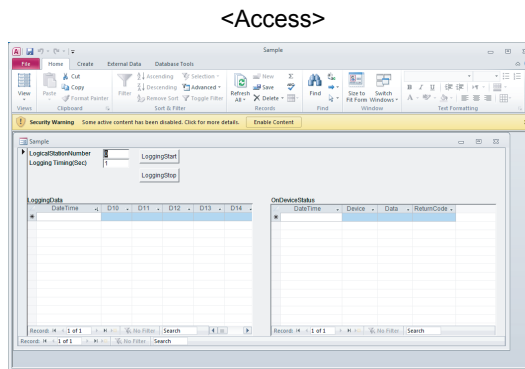 <Access>
Sample
File Home Create External Data Database Tools
View
Paste
Cut
Copy
Format Painter
Filter
Ascending
Descending
Remove Sort
Selection
Advanced
Toggle Filter
Refresh
All
New
Save
Delete
Σ
Find
Size to
Fit Form
Switch
Windows
B I U
A
Views Clipboard Sort & Filter Records Find Window Text Formatting
Security Warning Some active content has been disabled. Click for more details. Enable Content
Sample
LogicalStationNumber 0 LoggingStart
Logging Timing(Sec) 1
LoggingStop
LoggingData
DateTime D10 D11 D12 D13 D14
Record: 1 of 1 No Filter Search
OnDeviceStatus
DateTime Device Data ReturnCode
Record: 1 of 1 No Filter Search
Record: 1 of 1 No Filter Search